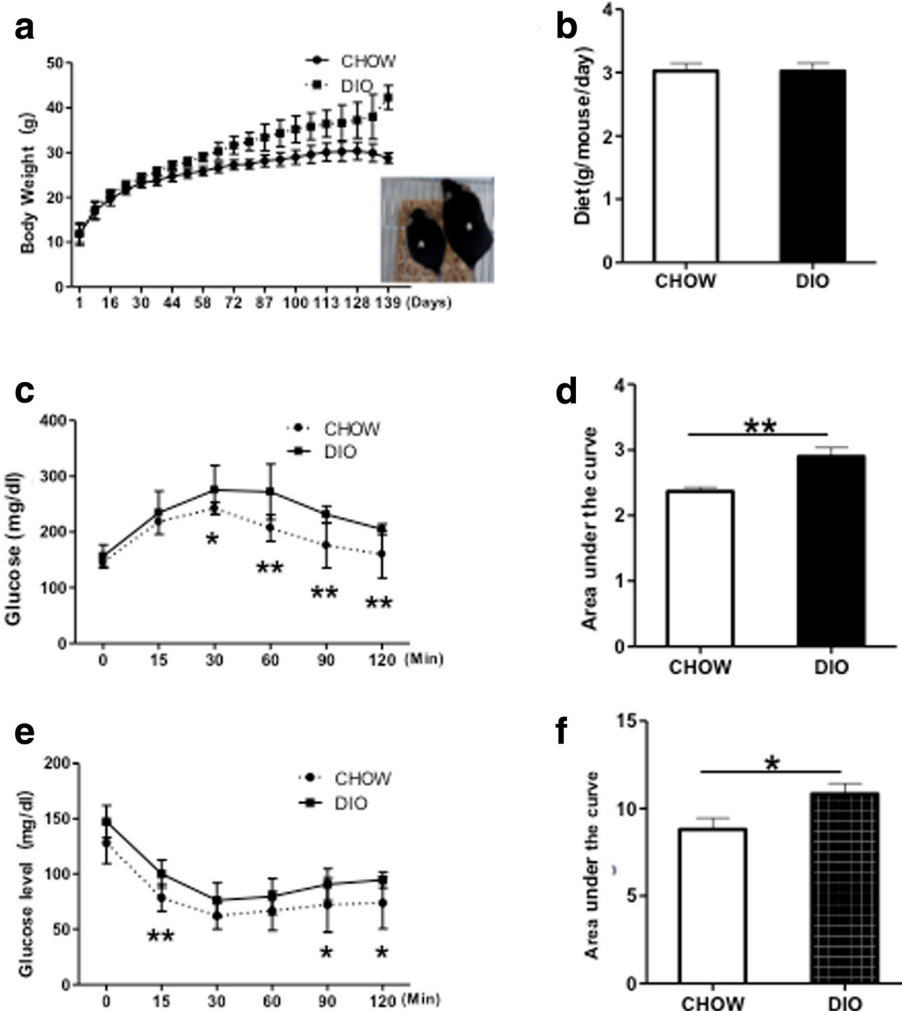 a
CHOW
DIO
Body Weight (g)
50
40
30
20
10
0
1 16 30 44 58 72 87 100 113 128 139 (Days)
b
Diet(g/mouse/day)
4
3
2
1
0
CHOW DIO
c
CHOW
DIO
Glucose (mg/dl)
400
300
200
100
0
*
**
**
**
0 15 30 60 90 120 (Min)
d
Area under the curve
4
3
2
1
0
**
CHOW DIO
e
CHOW
DIO
Glucose level (mg/dl)
200
150
100
50
0
**
*
*
0 15 30 60 90 120 (Min)
f
Area under the curve
15
10
5
0
*
CHOW DIO